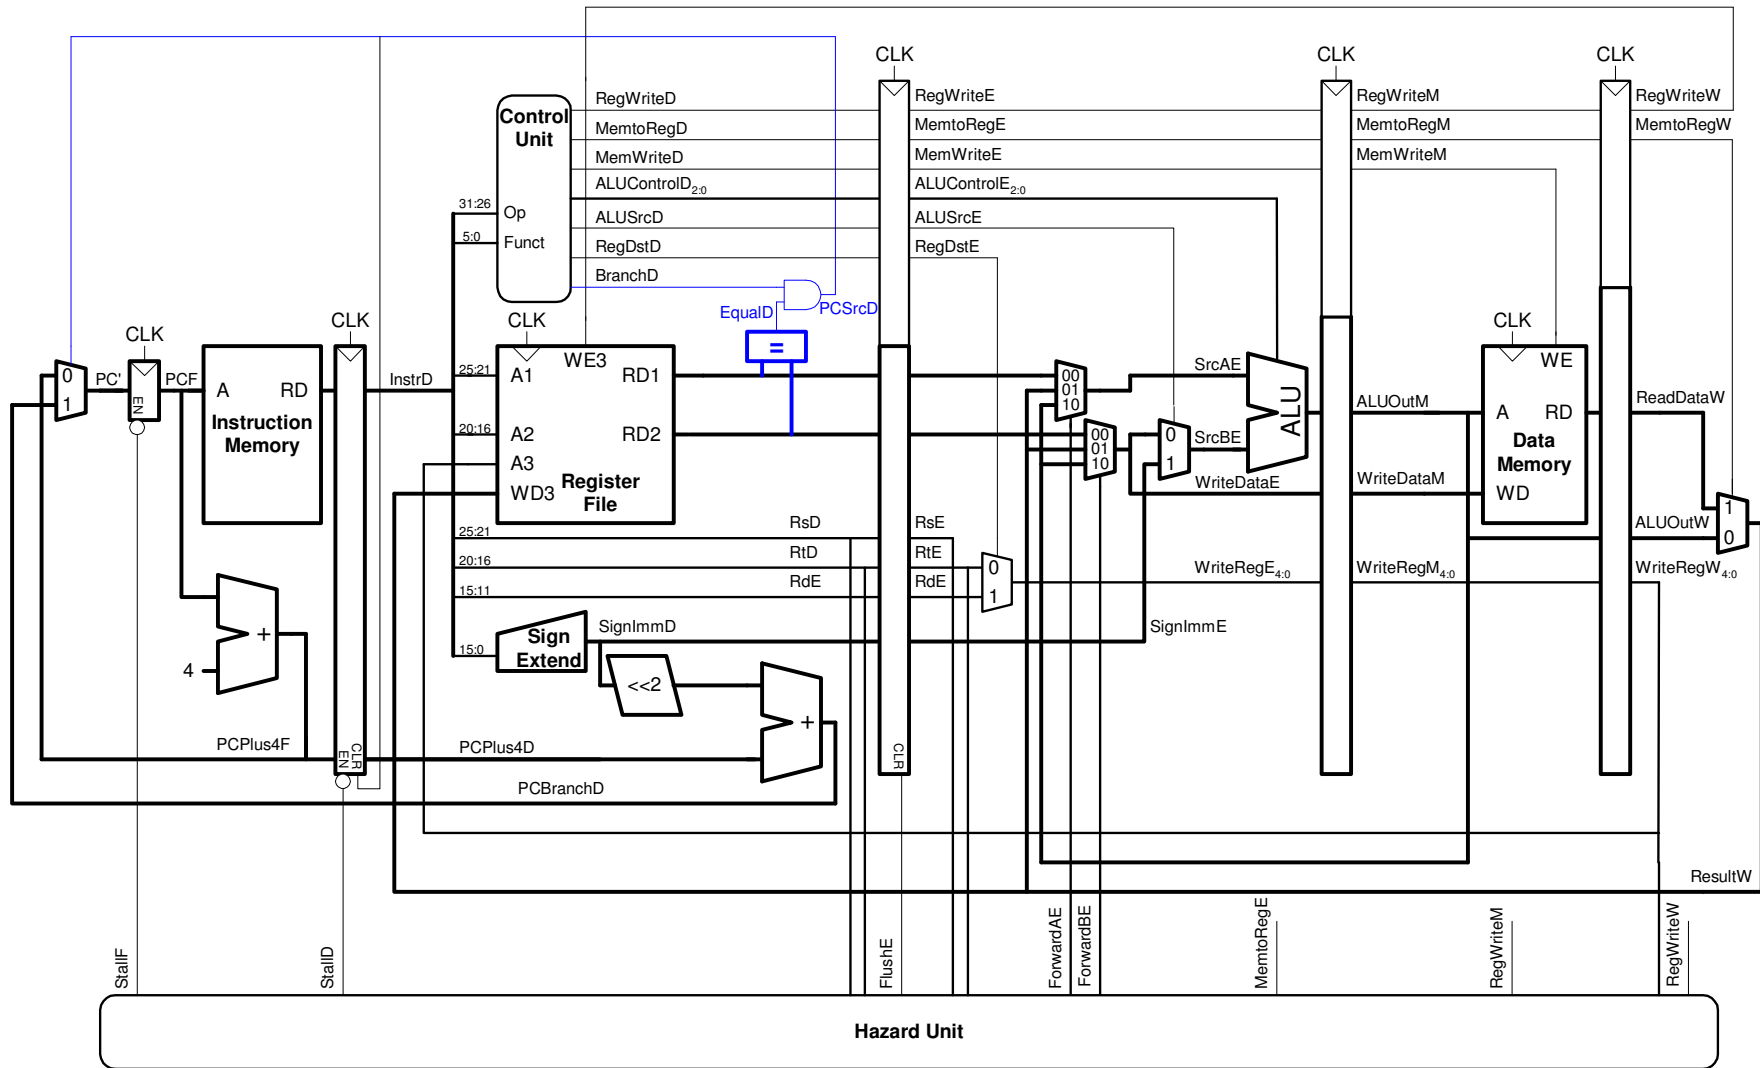 CLK
CLK
CLK
RegWriteD
RegWriteE
RegWriteM
RegWriteW
Control
Unit
MemtoRegD
MemtoRegE
MemtoRegM
MemtoRegW
MemWriteD
MemWriteE
MemWriteM
ALUControlD2:0
ALUControlE2:0
31:26
Op
ALUSrcD
ALUSrcE
5:0
Funct
RegDstD
RegDstE
BranchD
EqualD
PCSrcD
CLK
CLK
CLK
CLK
=
0
1
PC'
EN
PCF
A
RD
Instruction
Memory
InstrD
25:21
A1
WE3
RD1
20:16
A2
RD2
A3
WD3
Register
File
00
01
10
00
01
10
0
1
SrcAE
SrcBE
ALU
WriteDataE
ALUOutM
WriteDataM
WE
A
RD
Data
Memory
WD
ReadDataW
ALUOutW
1
0
25:21
RsD
RsE
20:16
RtD
RtE
15:11
RdE
RdE
0
1
WriteRegE4:0
WriteRegM4:0
WriteRegW4:0
15:0
Sign
Extend
SignImmD
SignImmE
<<2
+
4
+
PCPlus4F
EN
CLR
PCPlus4D
CLR
PCBranchD
ResultW
StallF
StallD
FlushE
ForwardAE
ForwardBE
MemtoRegE
RegWriteM
RegWriteW
Hazard Unit